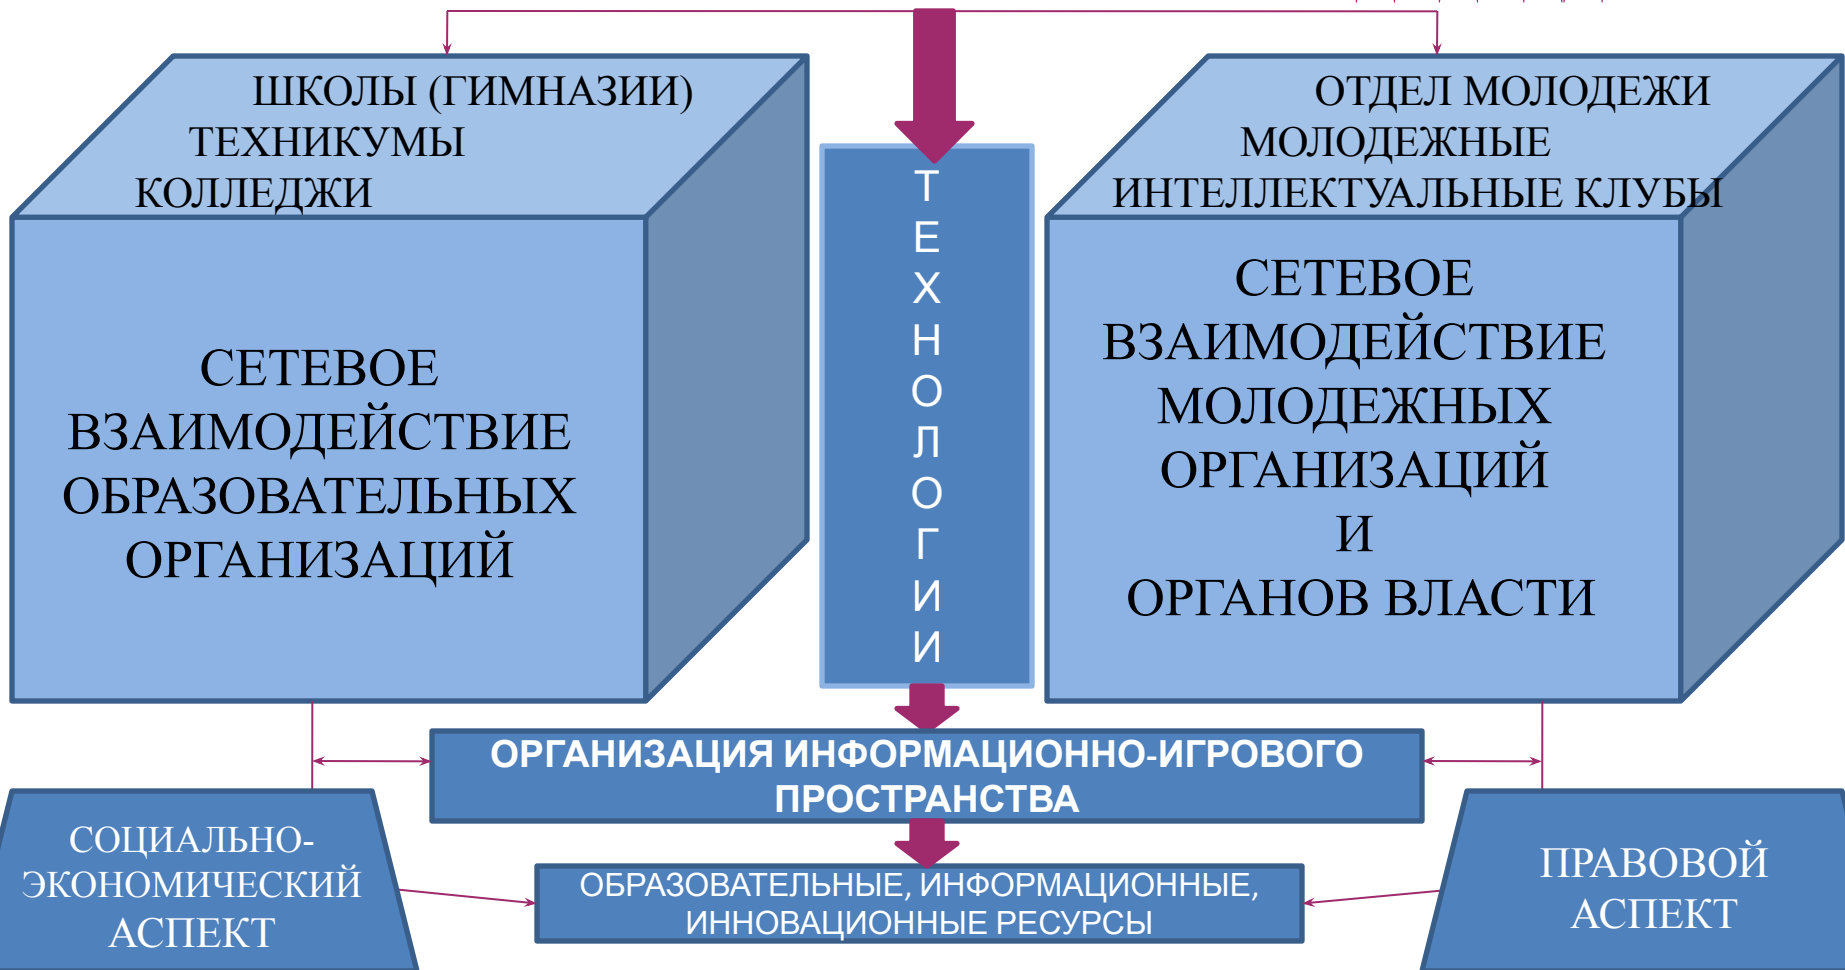 ШКОЛЫ (ГИМНАЗИИ)
ТЕХНИКУМЫ
КОЛЛЕДЖИ
СЕТЕВОЕ
ВЗАИМОДЕЙСТВИЕ
ОБРАЗОВАТЕЛЬНЫХ
ОРГАНИЗАЦИЙ
Т
Е
Х
Н
О
Л
О
Г
И
И
ОТДЕЛ МОЛОДЕЖИ
МОЛОДЕЖНЫЕ
ИНТЕЛЛЕКТУАЛЬНЫЕ КЛУБЫ
СЕТЕВОЕ
ВЗАИМОДЕЙСТВИЕ
МОЛОДЕЖНЫХ
ОРГАНИЗАЦИЙ
И
ОРГАНОВ ВЛАСТИ
ОРГАНИЗАЦИЯ ИНФОРМАЦИОННО-ИГРОВОГО
ПРОСТРАНСТВА
СОЦИАЛЬНО-
ЭКОНОМИЧЕСКИЙ
АСПЕКТ
ОБРАЗОВАТЕЛЬНЫЕ, ИНФОРМАЦИОННЫЕ,
ИННОВАЦИОННЫЕ РЕСУРСЫ
ПРАВОВОЙ
АСПЕКТ